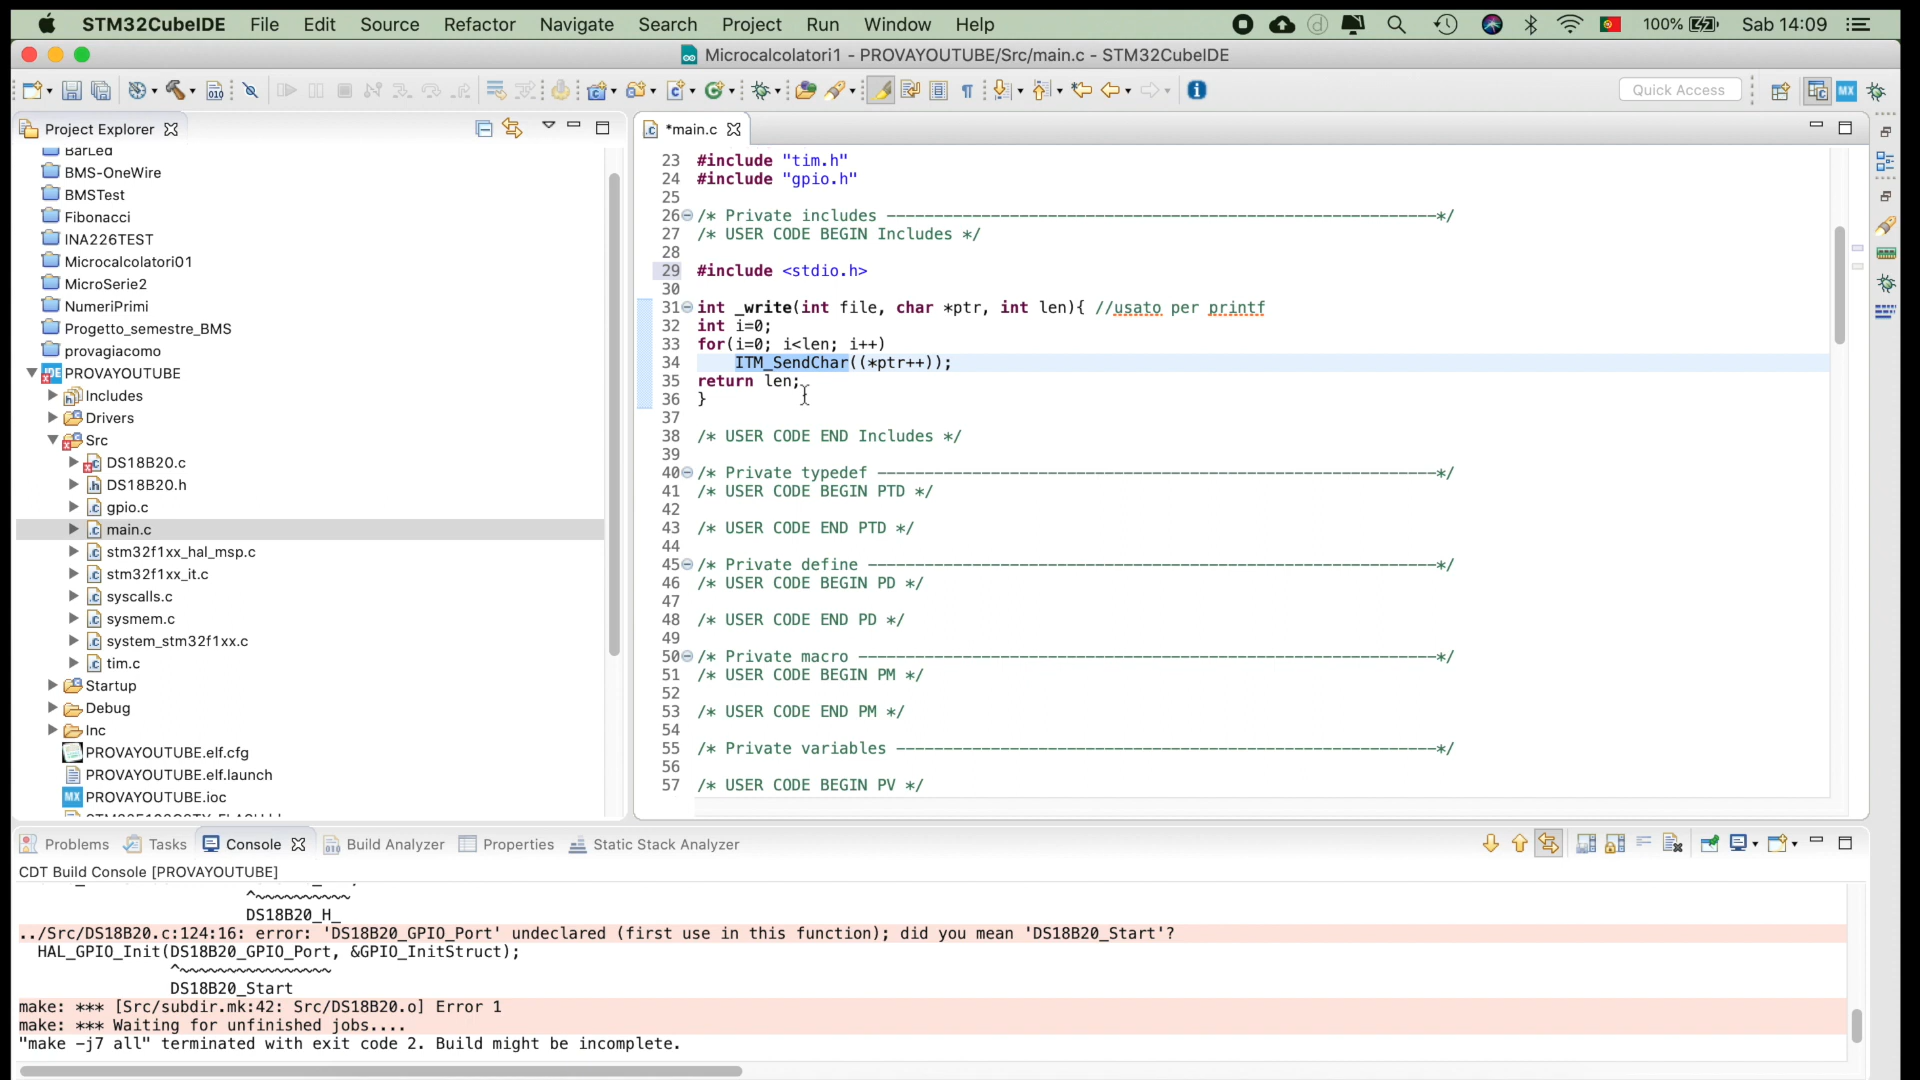 STM32CubeIDE File Edit Source Refactor Navigate Search Project Run Window Help 100% Sab 14:09
Microcalcolatori1 - PROVAYOUTUBE/Src/main.c - STM32CubeIDE
Quick Access
Project Explorer
BarLed
BMS-OneWire
BMSTest
Fibonacci
INA226TEST
Microcalcolatori01
MicroSerie2
NumeriPrimi
Progetto_semestre_BMS
provagiacomo
PROVAYOUTUBE
Includes
Drivers
Src
DS18B20.c
DS18B20.h
gpio.c
main.c
stm32f1xx_hal_msp.c
stm32f1xx_it.c
syscalls.c
sysmem.c
system_stm32f1xx.c
tim.c
Startup
Debug
Inc
PROVAYOUTUBE.elf.cfg
PROVAYOUTUBE.elf.launch
PROVAYOUTUBE.ioc
*main.c
23 #include "tim.h"
24 #include "gpio.h"
25
26 /* Private includes ----------------------------------------------------------*/
27 /* USER CODE BEGIN Includes */
28
29 #include <stdio.h>
30
31 int _write(int file, char *ptr, int len){ //usato per printf
32 int i=0;
33 for(i=0; i<len; i++)
34 ITM_SendChar((*ptr++));
35 return len;
36 }
37
38 /* USER CODE END Includes */
39
40 /* Private typedef -----------------------------------------------------------*/
41 /* USER CODE BEGIN PTD */
42
43 /* USER CODE END PTD */
44
45 /* Private define ------------------------------------------------------------*/
46 /* USER CODE BEGIN PD */
47
48 /* USER CODE END PD */
49
50 /* Private macro -------------------------------------------------------------*/
51 /* USER CODE BEGIN PM */
52
53 /* USER CODE END PM */
54
55 /* Private variables ---------------------------------------------------------*/
56
57 /* USER CODE BEGIN PV */
Problems Tasks Console Build Analyzer Properties Static Stack Analyzer
CDT Build Console [PROVAYOUTUBE]
^~~~~~~~~~~~
DS18B20_H_
../Src/DS18B20.c:124:16: error: 'DS18B20_GPIO_Port' undeclared (first use in this function); did you mean 'DS18B20_Start'?
HAL_GPIO_Init(DS18B20_GPIO_Port, &GPIO_InitStruct);
^~~~~~~~~~~~~~~~~
DS18B20_Start
make: *** [Src/subdir.mk:42: Src/DS18B20.o] Error 1
make: *** Waiting for unfinished jobs....
"make -j7 all" terminated with exit code 2. Build might be incomplete.